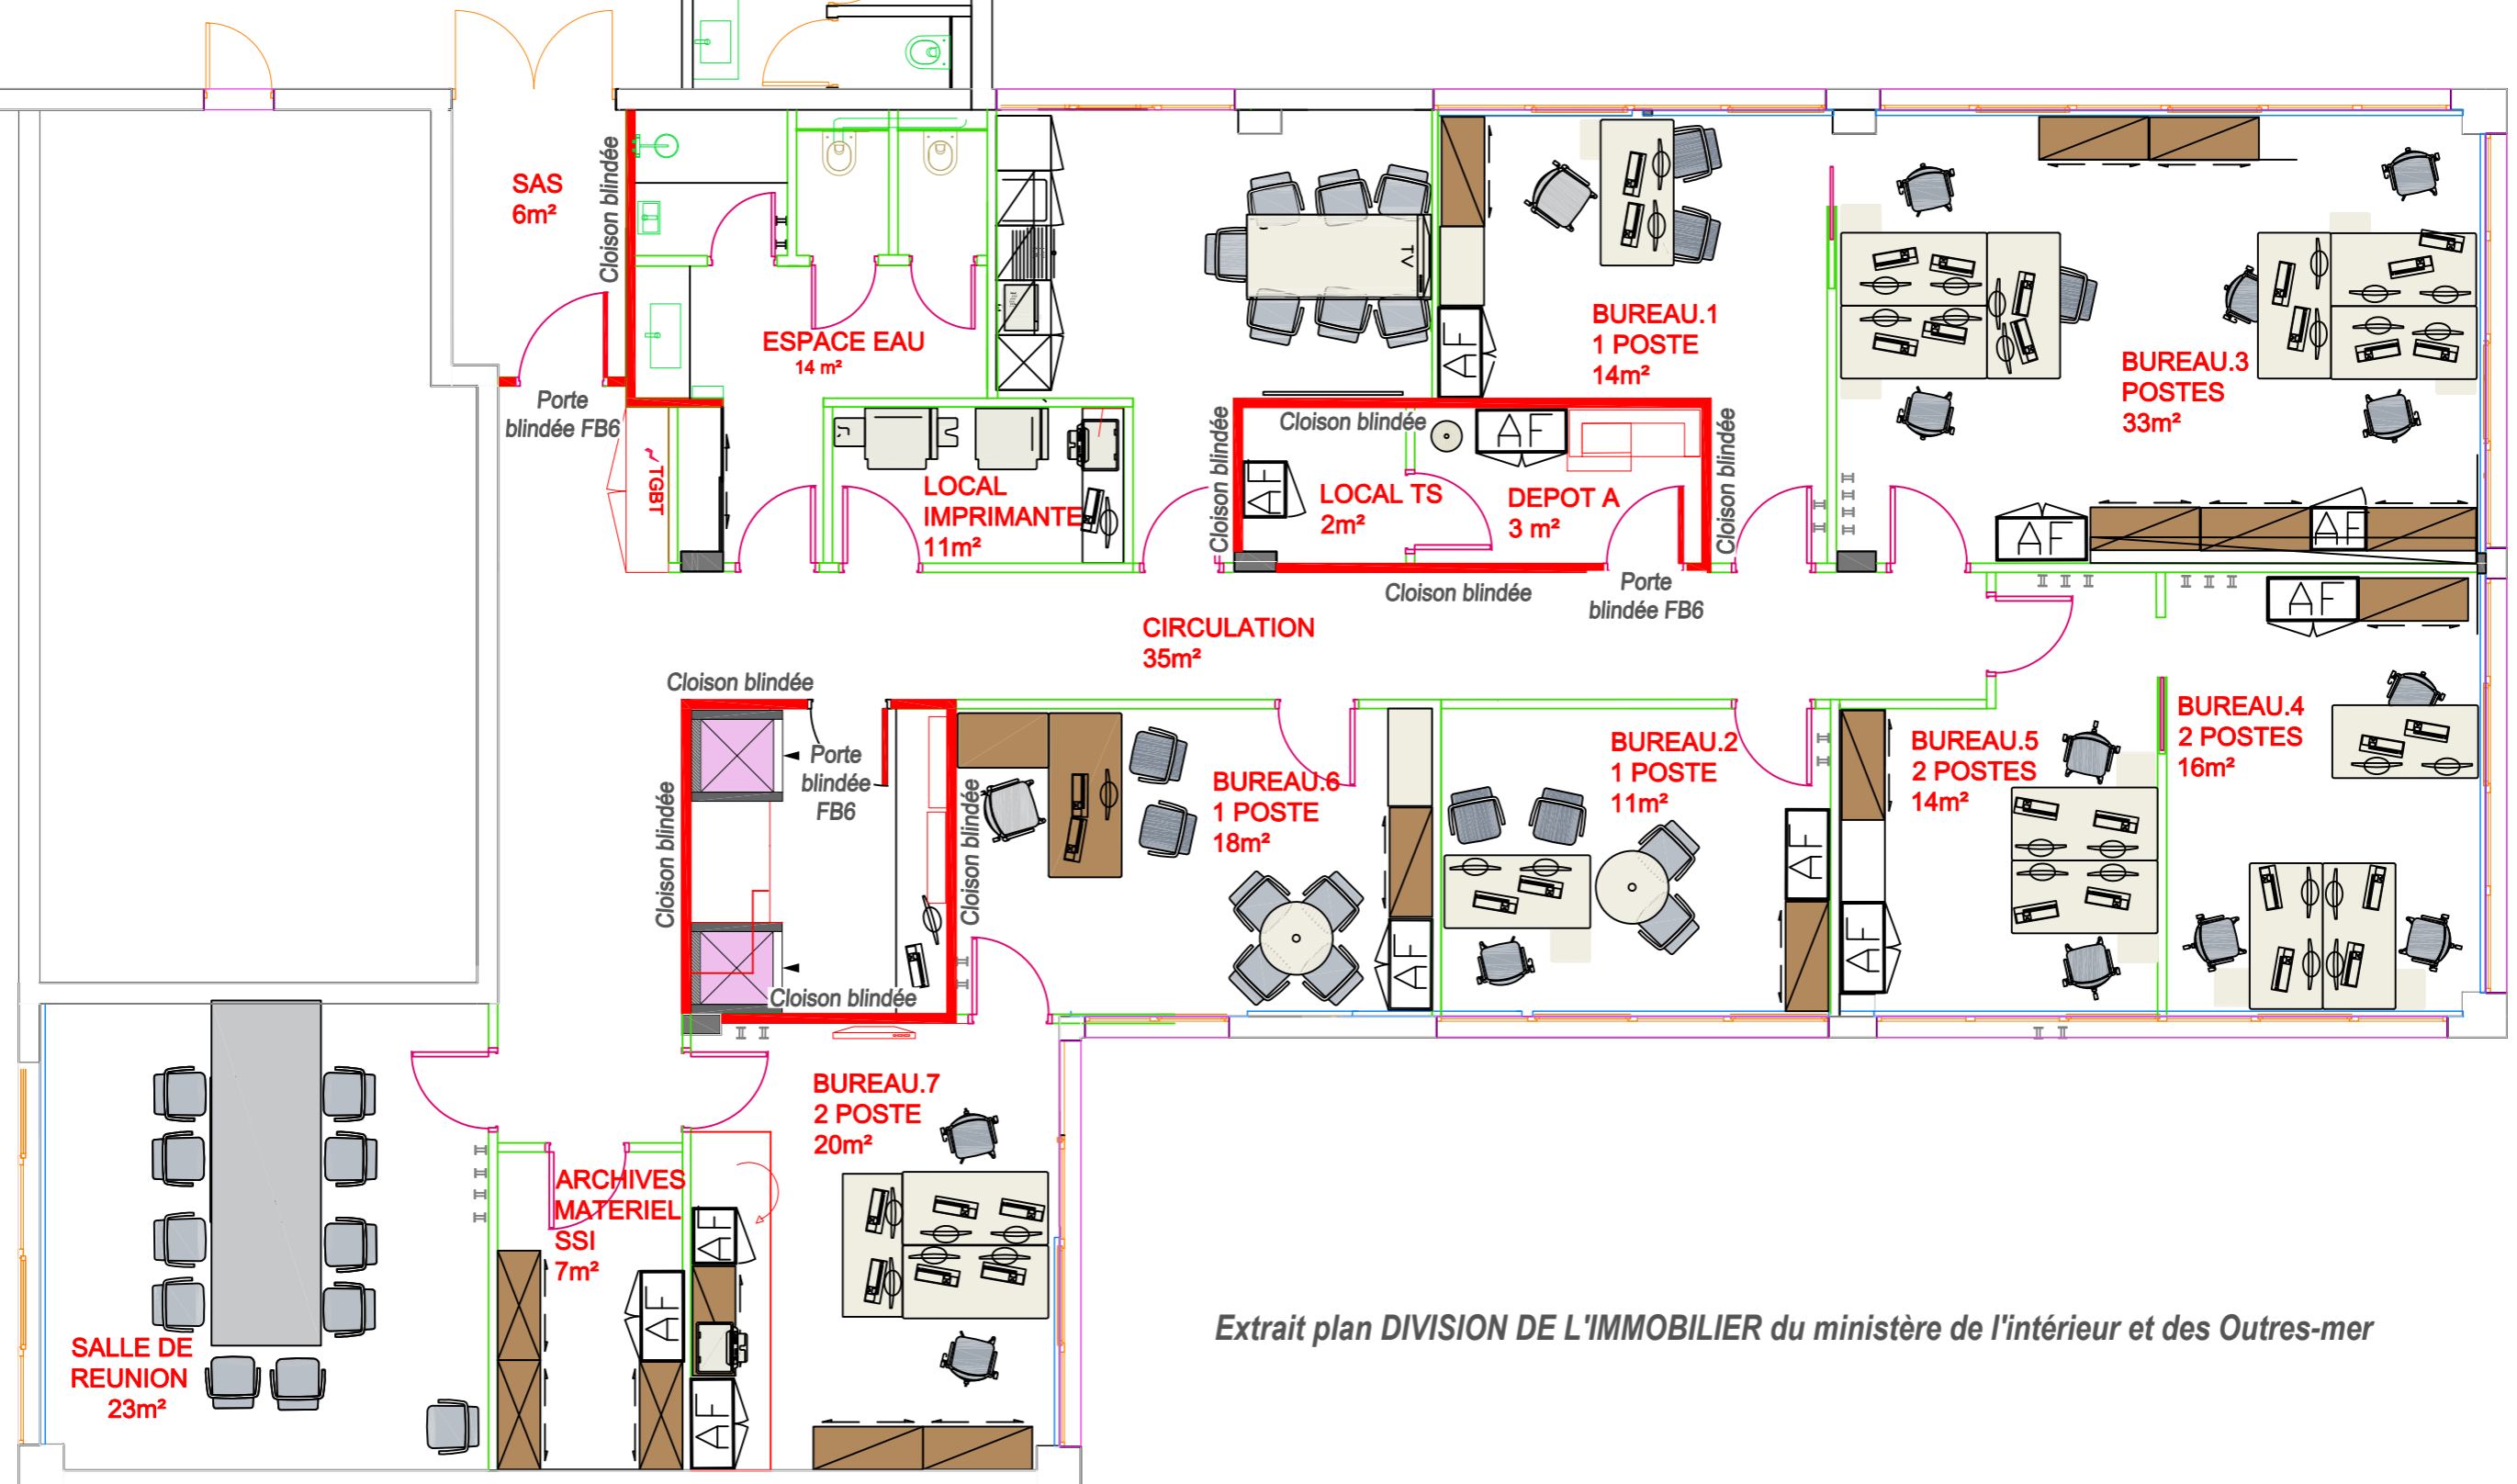 SAS
6m²
Cloison blindée
Porte
blindée FB6
TGBT
ESPACE EAU
14 m²
LOCAL
IMPRIMANTE
11m²
TV
AF
BUREAU.1
1 POSTE
14m²
Cloison blindée
Cloison blindée
AF
LOCAL TS
2m²
AF
DEPOT A
3 m²
Cloison blindée
Cloison blindée
Porte
blindée FB6
BUREAU.3
POSTES
33m²
AF
AF
CIRCULATION
35m²
AF
BUREAU.4
2 POSTES
16m²
BUREAU.5
2 POSTES
14m²
AF
BUREAU.2
1 POSTE
11m²
AF
BUREAU.6
1 POSTE
18m²
AF
Cloison blindée
Cloison blindée
Porte
blindée
FB6
Cloison blindée
Cloison blindée
BUREAU.7
2 POSTE
20m²
AF
AF
ARCHIVES
MATERIEL
SSI
7m²
AF
SALLE DE
REUNION
23m²
Extrait plan DIVISION DE L'IMMOBILIER du ministère de l'intérieur et des Outres-mer